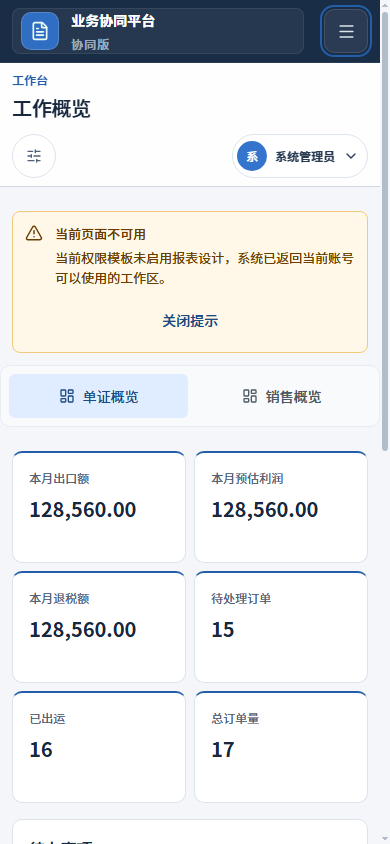 业务协同平台
协同版
工作台
工作概览
系 系统管理员
当前页面不可用
当前权限模板未启用报表设计，系统已返回当前账号
可以使用的工作区。
关闭提示
单证概览 销售概览
本月出口额 本月预估利润
128,560.00 128,560.00
本月退税额 待处理订单
128,560.00 15
已出运 总订单量
16 17